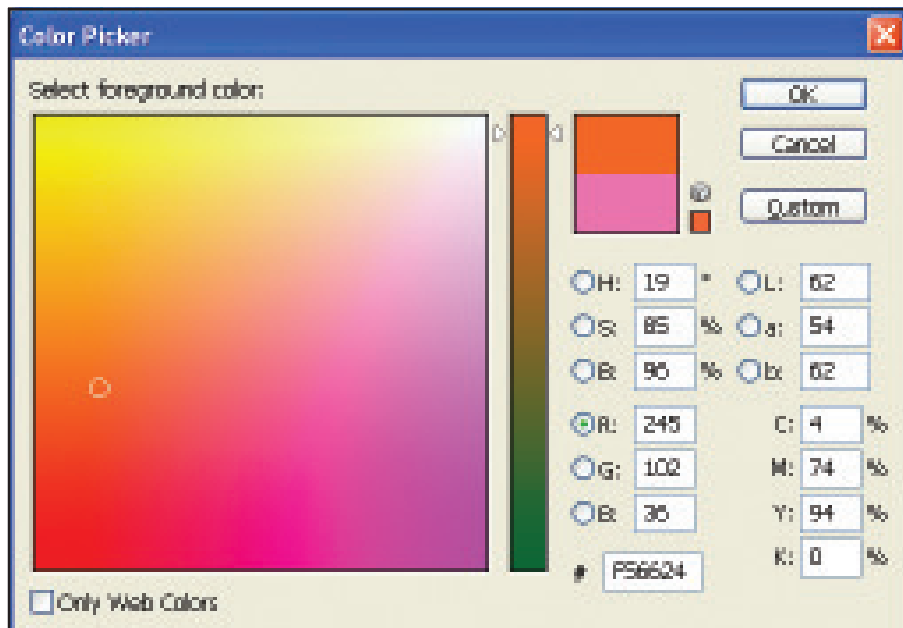 Color Picker
Select foreground color:
OK
Cancel
Custom
H: 19 °
S: 85 %
B: 96 %
R: 245
G: 102
B: 36
# F56624
L: 62
a: 54
b: 62
C: 4 %
M: 74 %
Y: 94 %
K: 0 %
Only Web Colors